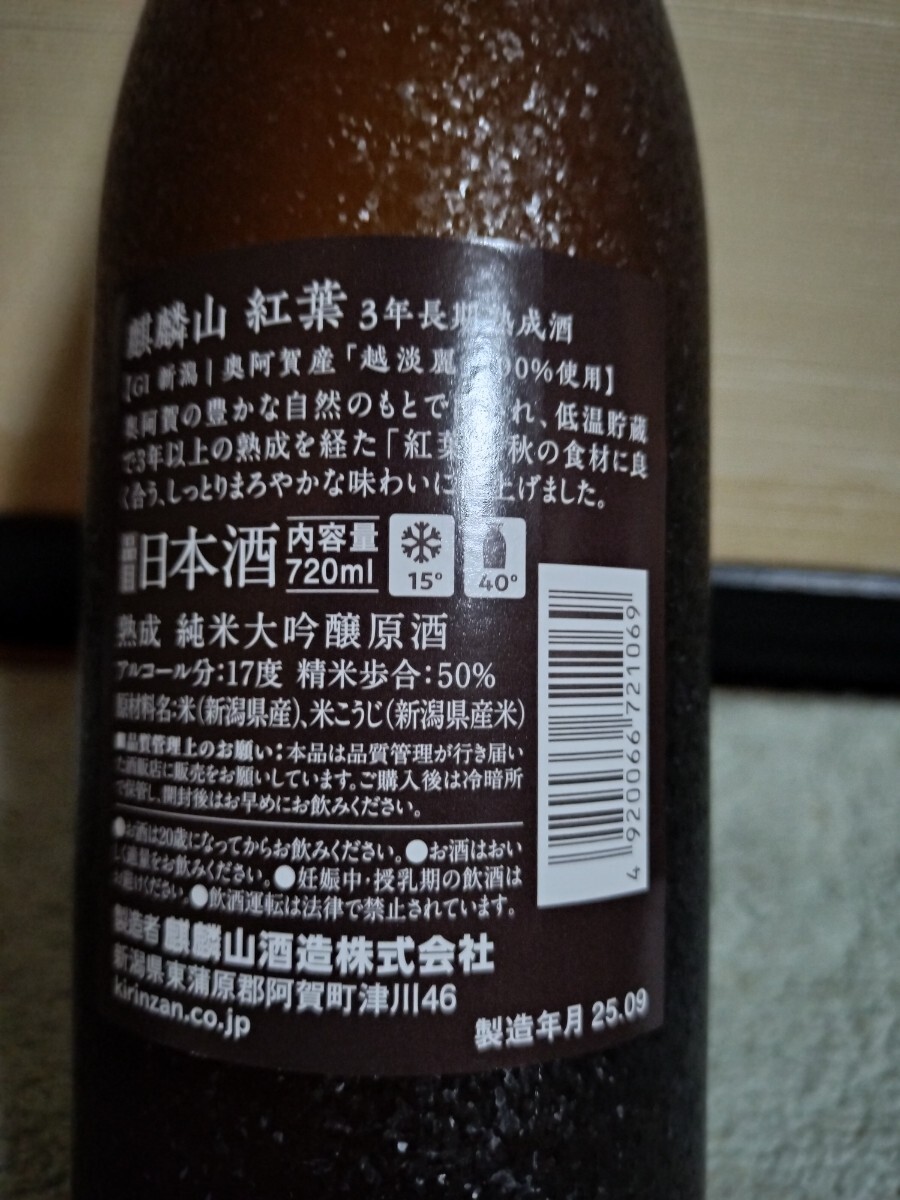 麒麟山 紅葉 3年長期熟成酒
【GI 新潟 | 奥阿賀産「越淡麗 00%使用】
奥阿賀の豊かな自然のもとで れ、低温貯蔵
で3年以上の熟成を経た「紅葉 秋の食材に良
く合う、しっとりまろやかな味わいに 上げました。
品目 日本酒 内容量 720ml 15° 40°
熟成 純米大吟醸原酒
アルコール分:17度 精米歩合:50%
原材料名:米(新潟県産)、米こうじ(新潟県産米)
■品質管理上のお願い:本品は品質管理が行き届い
た酒販店に販売をお願いしています。ご購入後は冷暗所
で保管し、開封後はお早めにお飲みください。
●お酒は20歳になってからお飲みください。●お酒はおい
しく適量をお飲みください。●妊娠中・授乳期の飲酒は
お避けください。●飲酒運転は法律で禁止されています。
製造者 麒麟山酒造株式会社
新潟県東蒲原郡阿賀町津川46
kirinzan.co.jp
製造年月 25.09
4 920066 721069